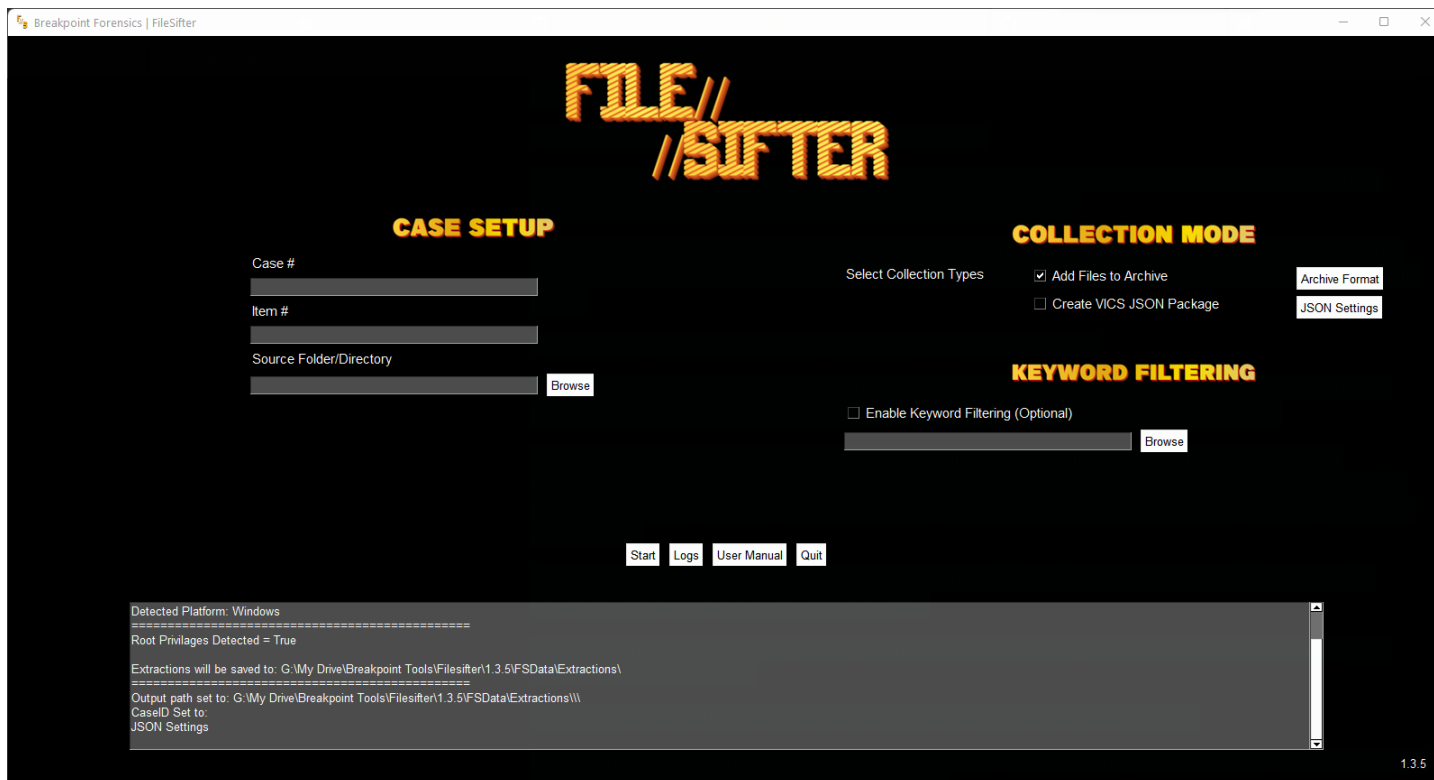 Breakpoint Forensics | FileSifter
FILE//
//SIFTER
CASE SETUP
Case #
Item #
Source Folder/Directory
Browse
COLLECTION MODE
Select Collection Types
Add Files to Archive
Archive Format
Create VICS JSON Package
JSON Settings
KEYWORD FILTERING
Enable Keyword Filtering (Optional)
Browse
Start Logs User Manual Quit
Detected Platform: Windows
===============================================
Root Privilages Detected = True
Extractions will be saved to: G:\My Drive\Breakpoint Tools\Filesifter\1.3.5\FSData\Extractions\
===============================================
Output path set to: G:\My Drive\Breakpoint Tools\Filesifter\1.3.5\FSData\Extractions\\\
CaseID Set to:
JSON Settings
1.3.5